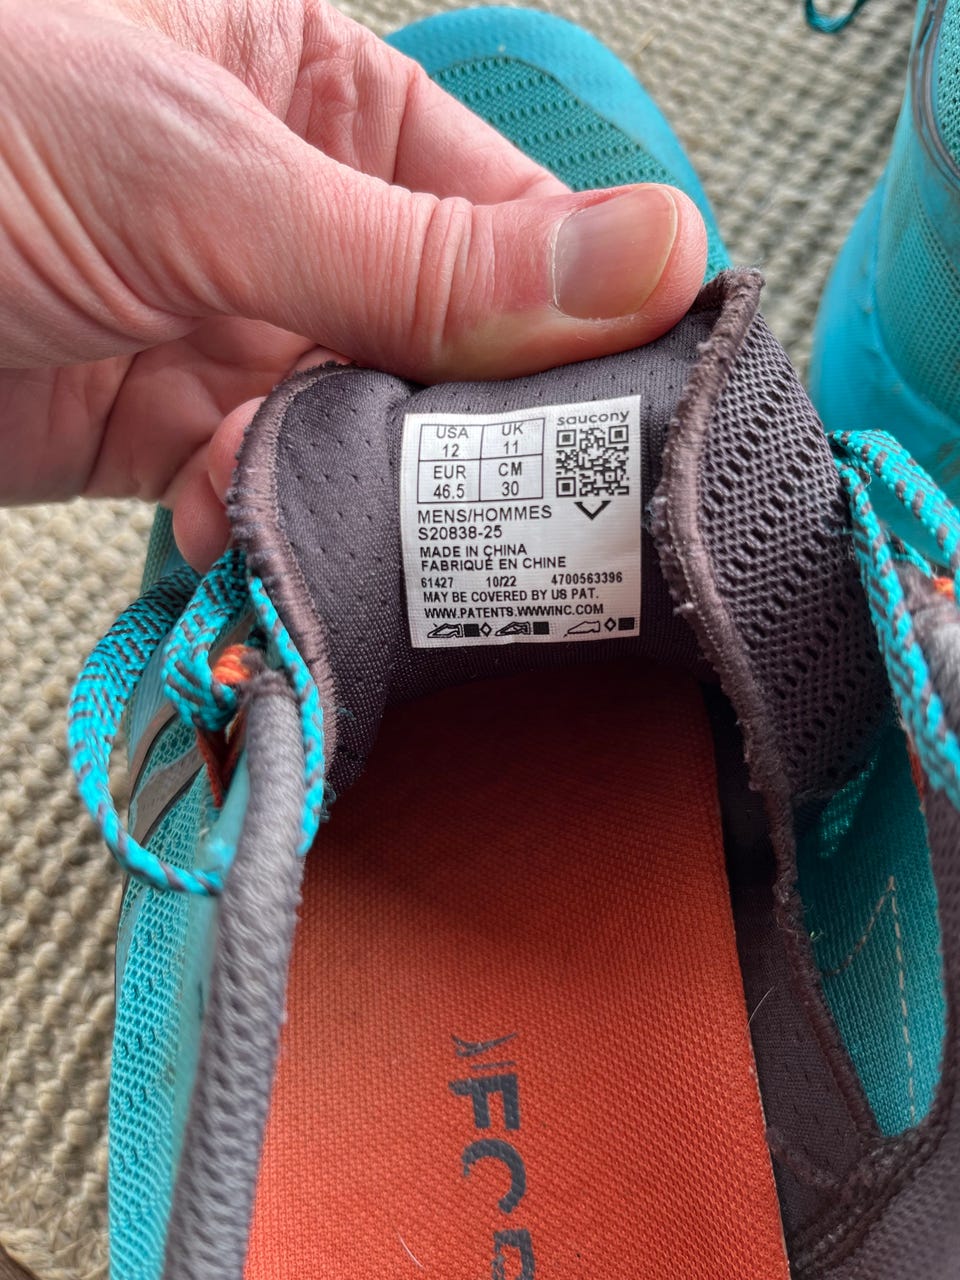 saucony
USA 12 UK 11
EUR 46.5 CM 30
MENS/HOMMES
S20838-25
MADE IN CHINA
FABRIQUÉ EN CHINE
61427 10/22 4700563396
MAY BE COVERED BY US PAT.
WWW.PATENTS.WWWINC.COM